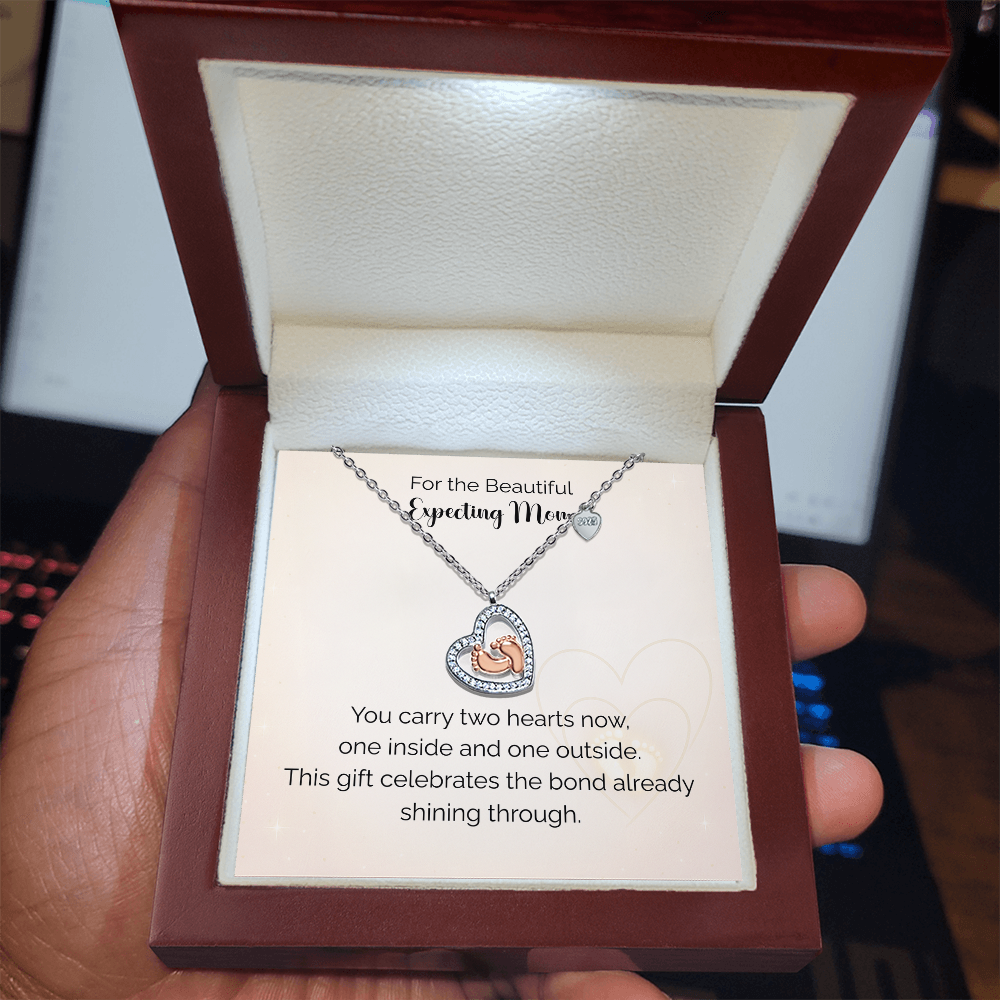 For the Beautiful
Expecting Mom
You carry two hearts now,
one inside and one outside.
This gift celebrates the bond already
shining through.